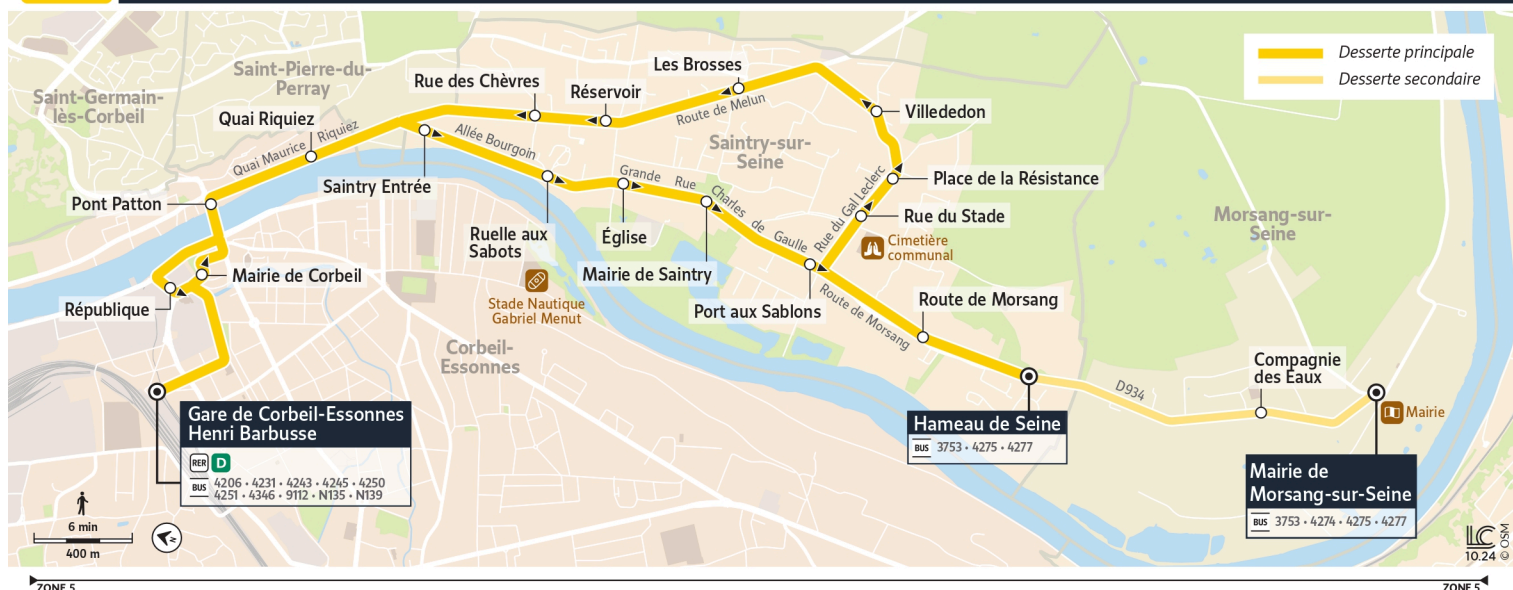 Desserte principale
Desserte secondaire
Saint-Pierre-du-
Perray
Saint-Germain-
lès-Corbeil
Quai Riquiez
Quai Maurice Riquiez
Rue des Chèvres
Réservoir
Les Brosses
Route de Melun
Villededon
Saintry-sur-
Seine
Allée Bourgoin
Saintry Entrée
Grande Rue Charles de Gaulle
Rue du Gal Leclerc
Place de la Résistance
Rue du Stade
Pont Patton
Ruelle aux
Sabots
Église
Mairie de Saintry
Cimetière
communal
Morsang-sur-
Seine
Mairie de Corbeil
République
Stade Nautique
Gabriel Menut
Port aux Sablons
Route de Morsang
Route de Morsang
Corbeil-
Essonnes
Compagnie
des Eaux
D934
Mairie
Gare de Corbeil-Essonnes
Henri Barbusse
RER D
BUS 4206 • 4231 • 4243 • 4245 • 4250
4251 • 4346 • 9112 • N135 • N139
Hameau de Seine
BUS 3753 • 4275 • 4277
Mairie de
Morsang-sur-Seine
BUS 3753 • 4274 • 4275 • 4277
6 min
400 m
N
LC
10.24 © OSM
ZONE 5
ZONE 5